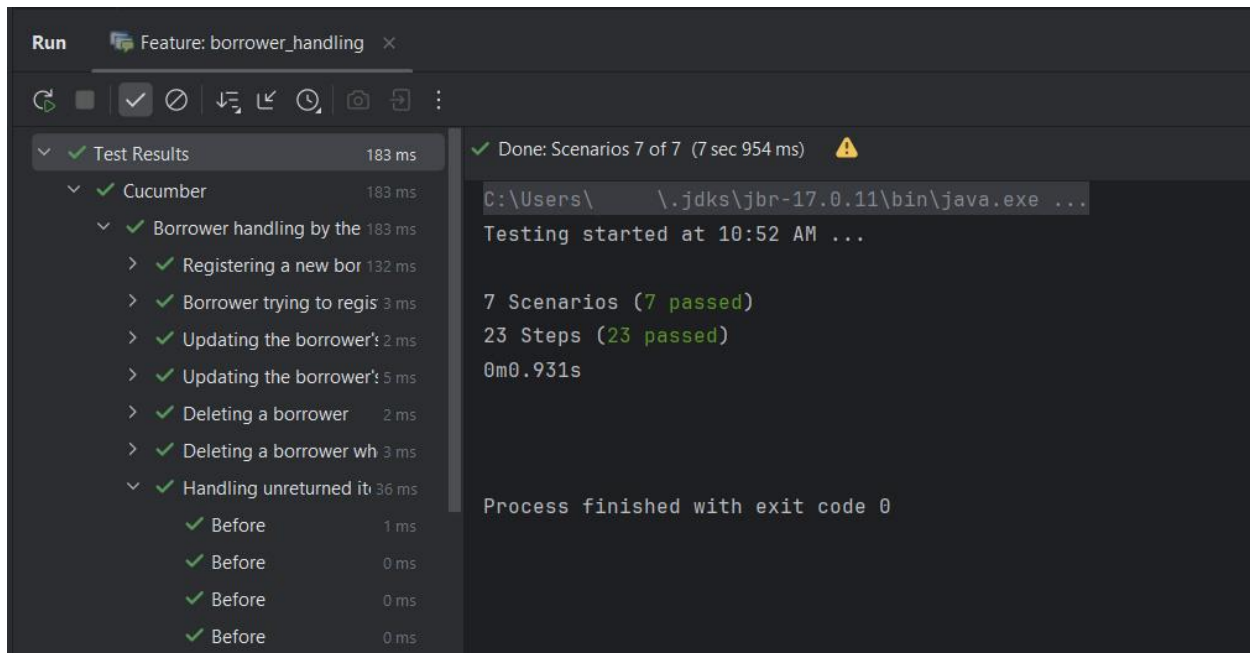 Run Feature: borrower_handling
Test Results 183 ms
Cucumber 183 ms
Borrower handling by the 183 ms
Registering a new bor 132 ms
Borrower trying to regis 3 ms
Updating the borrower's 2 ms
Updating the borrower's 5 ms
Deleting a borrower 2 ms
Deleting a borrower wh 3 ms
Handling unreturned it 36 ms
Before 1 ms
Before 0 ms
Before 0 ms
Before 0 ms
Done: Scenarios 7 of 7 (7 sec 954 ms)
C:\Users\ \.jdks\jbr-17.0.11\bin\java.exe ...
Testing started at 10:52 AM ...
7 Scenarios (7 passed)
23 Steps (23 passed)
0m0.931s
Process finished with exit code 0